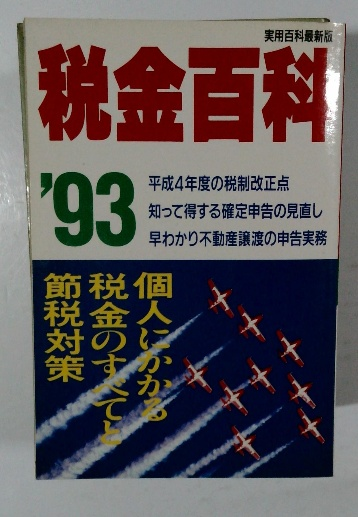 実用百科最新版
税金百科
'93
平成4年度の税制改正点
知って得する確定申告の見直し
早わかり不動産譲渡の申告実務
個人にかかる
税金のすべてと
節税対策